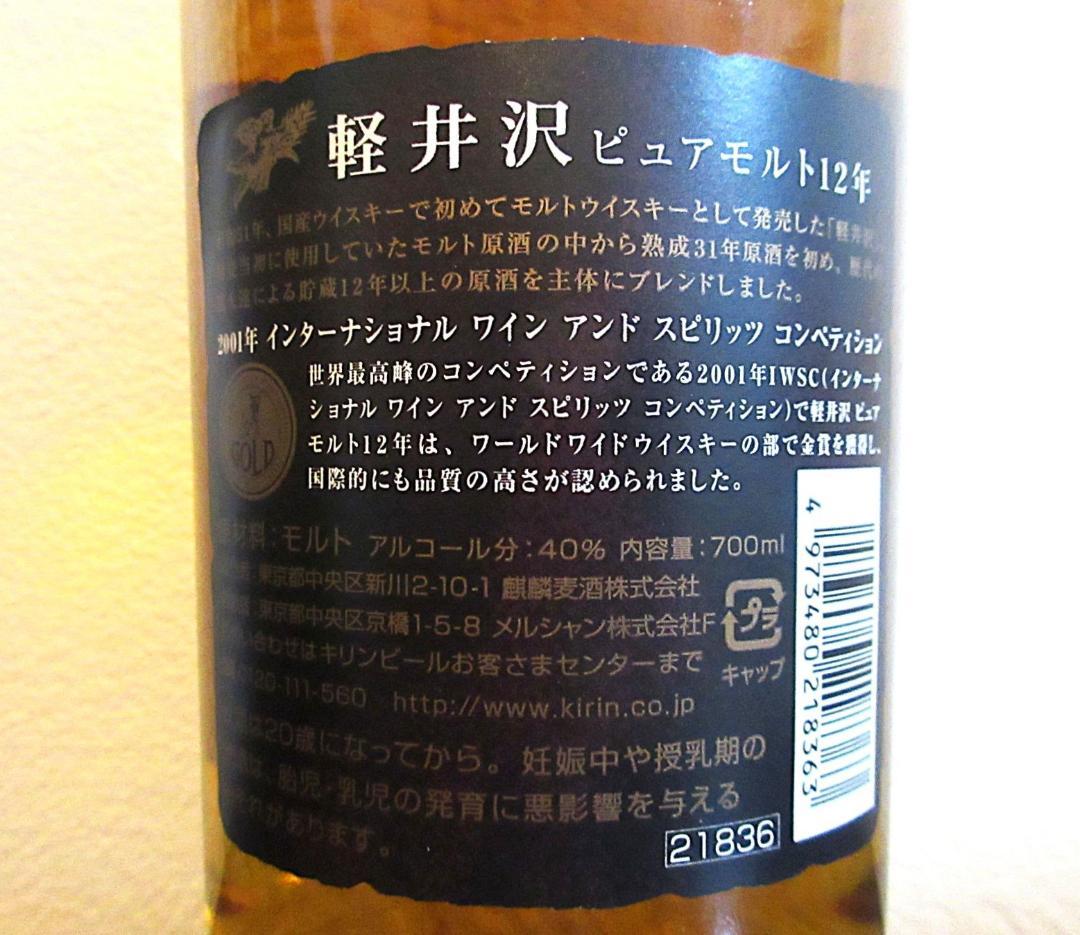 軽井沢 ピュアモルト12年
1年、国産ウイスキーで初めてモルトウイスキーとして発売した「軽井沢」
当初に使用していたモルト原酒の中から熟成31年原酒を初め、歴代の
による貯蔵12年以上の原酒を主体にブレンドしました。
2001年 インターナショナル ワイン アンド スピリッツ コンペティション
世界最高峰のコンペティションである2001年IWSC(インターナ
ショナル ワイン アンド スピリッツ コンペティション)で軽井沢 ピュア
モルト12年は、ワールドワイドウイスキーの部で金賞を獲得し、
国際的にも品質の高さが認められました。
GOLD
材料:モルト アルコール分:40% 内容量:700ml
東京都中央区新川2-10-1 麒麟麦酒株式会社
:東京都中央区京橋1-5-8 メルシャン株式会社F
い合わせはキリンビールお客さまセンターまで
20-111-560 http://www.kirin.co.jp
は20歳になってから。妊娠中や授乳期の
は、胎児・乳児の発育に悪影響を与える
れがあります。
プラ
キャップ
4 973480 218363
21836